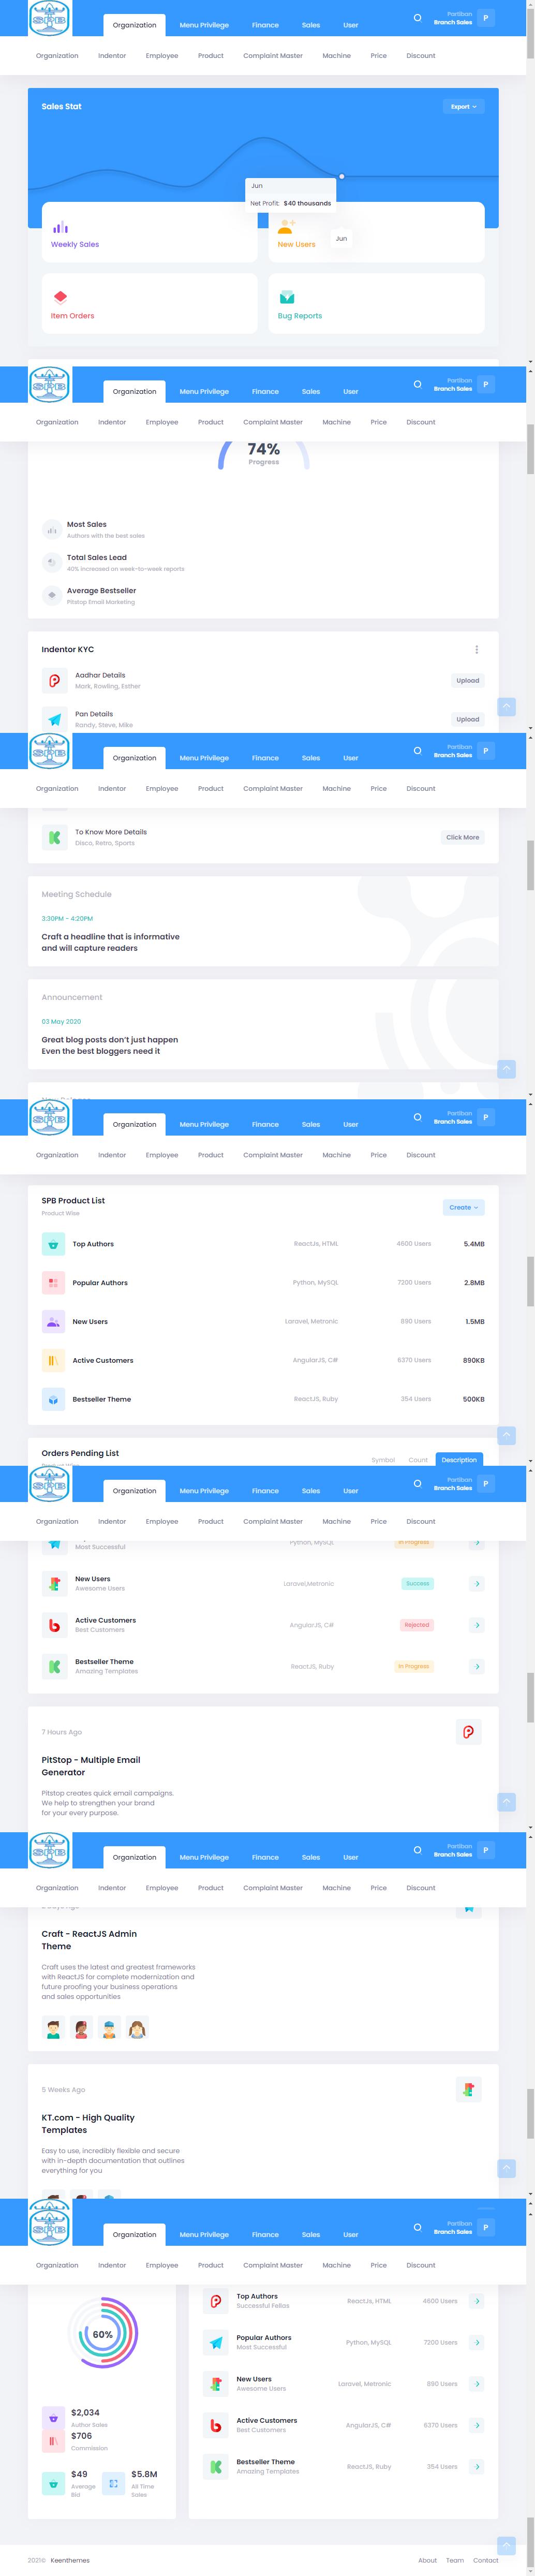 SPB
Organization Menu Privilege Finance Sales User
Partiban
Branch Sales P
Organization Indentor Employee Product Complaint Master Machine Price Discount
Sales Stat Export
Jun
Net Profit: $40 thousands
Weekly Sales New Users
Jun
Item Orders Bug Reports
SPB
Organization Menu Privilege Finance Sales User
Partiban
Branch Sales P
Organization Indentor Employee Product Complaint Master Machine Price Discount
74%
Progress
Most Sales
Authors with the best sales
Total Sales Lead
40% increased on week-to-week reports
Average Bestseller
Pitstop Email Marketing
Indentor KYC
Aadhar Details
Mark, Rowling, Esther
Upload
Pan Details
Randy, Steve, Mike
Upload
SPB
Organization Menu Privilege Finance Sales User
Partiban
Branch Sales P
Organization Indentor Employee Product Complaint Master Machine Price Discount
To Know More Details
Disco, Retro, Sports
Click More
Meeting Schedule
3:30PM - 4:20PM
Craft a headline that is informative
and will capture readers
Announcement
03 May 2020
Great blog posts don't just happen
Even the best bloggers need it
SPB
Organization Menu Privilege Finance Sales User
Partiban
Branch Sales P
Organization Indentor Employee Product Complaint Master Machine Price Discount
SPB Product List
Product Wise
Create
Top Authors ReactJs, HTML 4600 Users 5.4MB
Popular Authors Python, MySQL 7200 Users 2.8MB
New Users Laravel, Metronic 890 Users 1.5MB
Active Customers AngularJS, C# 6370 Users 890KB
Bestseller Theme ReactJS, Ruby 354 Users 500KB
Orders Pending List
Symbol Count Description
SPB
Organization Menu Privilege Finance Sales User
Partiban
Branch Sales P
Organization Indentor Employee Product Complaint Master Machine Price Discount
Most Successful
Python, MySQL In Progress
New Users
Awesome Users
Laravel,Metronic Success
Active Customers
Best Customers
AngularJS, C# Rejected
Bestseller Theme
Amazing Templates
ReactJS, Ruby In Progress
7 Hours Ago
PitStop - Multiple Email
Generator
Pitstop creates quick email campaigns.
We help to strengthen your brand
for your every purpose.
SPB
Organization Menu Privilege Finance Sales User
Partiban
Branch Sales P
Organization Indentor Employee Product Complaint Master Machine Price Discount
Craft - ReactJS Admin
Theme
Craft uses the latest and greatest frameworks
with ReactJS for complete modernization and
future proofing your business operations
and sales opportunities
5 Weeks Ago
KT.com - High Quality
Templates
Easy to use, incredibly flexible and secure
with in-depth documentation that outlines
everything for you
SPB
Organization Menu Privilege Finance Sales User
Partiban
Branch Sales P
Organization Indentor Employee Product Complaint Master Machine Price Discount
60%
$2,034
Author Sales
$706
Commission
$49
Average
Bid
$5.8M
All Time
Sales
Top Authors
Successful Fellas
ReactJs, HTML 4600 Users
Popular Authors
Most Successful
Python, MySQL 7200 Users
New Users
Awesome Users
Laravel, Metronic 890 Users
Active Customers
Best Customers
AngularJS, C# 6370 Users
Bestseller Theme
Amazing Templates
ReactJS, Ruby 354 Users
2021© Keenthemes About Team Contact